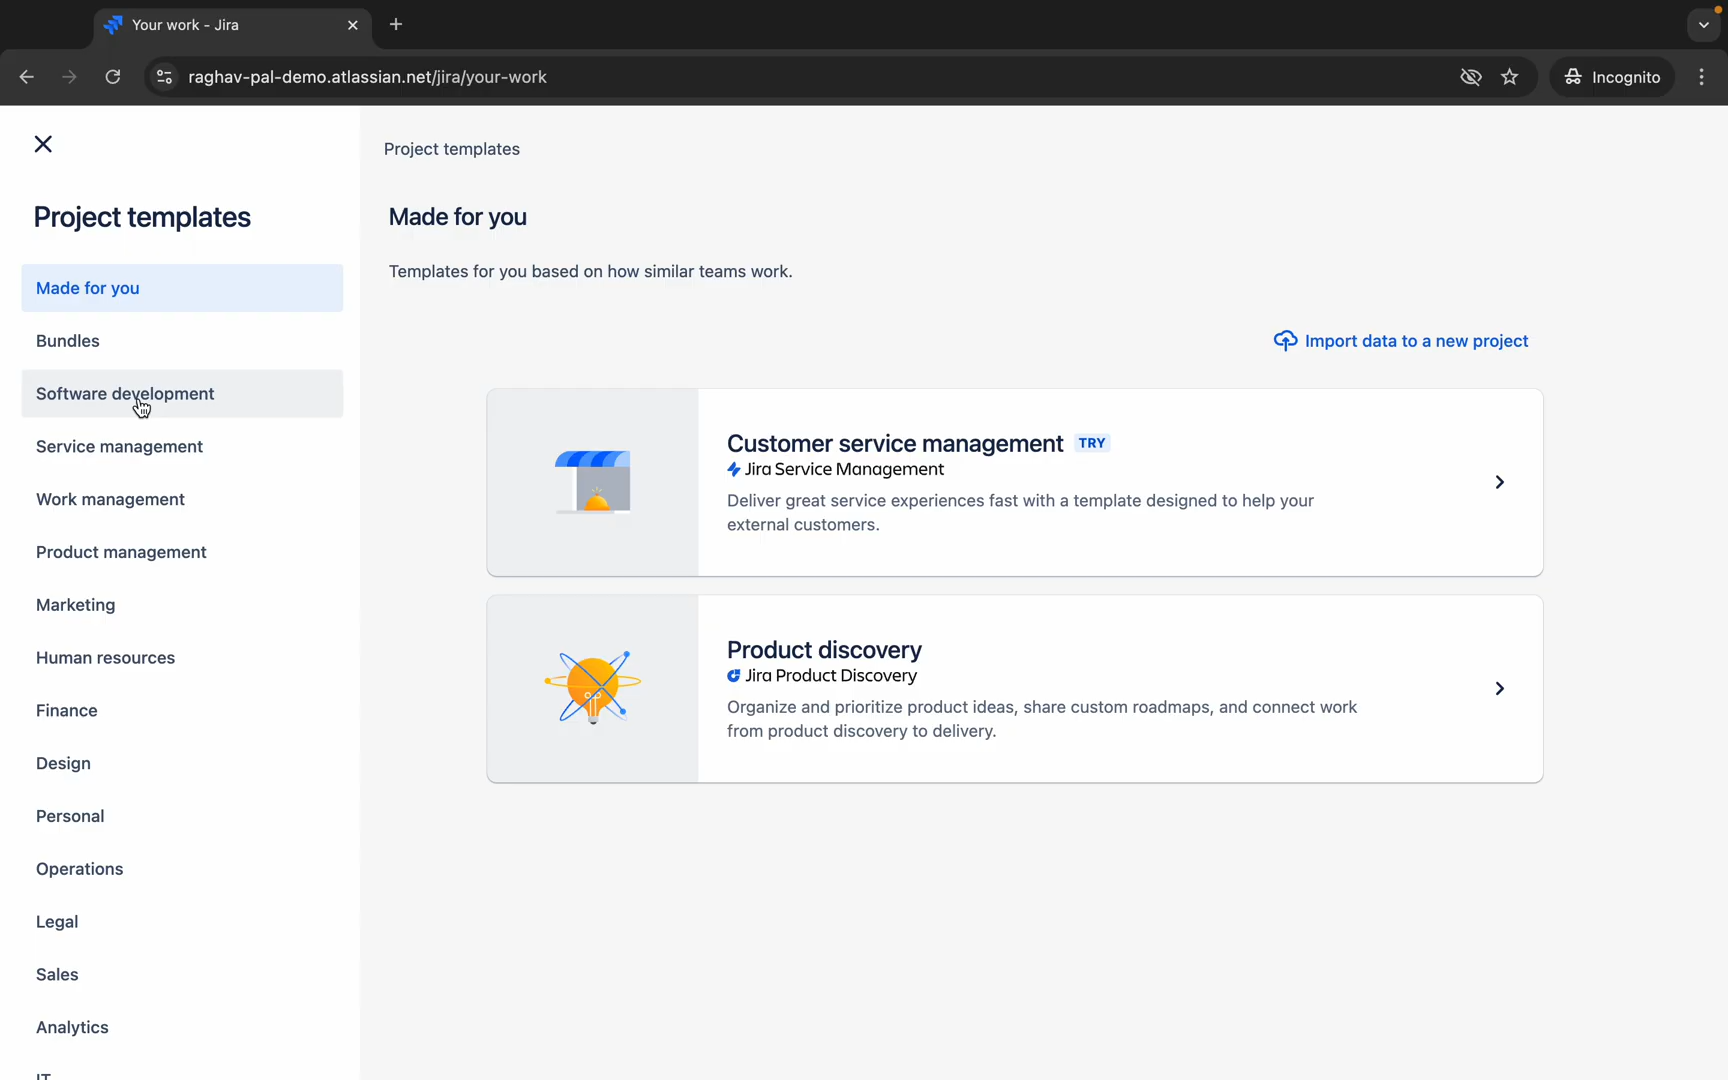 Your work - Jira
raghav-pal-demo.atlassian.net/jira/your-work
Incognito
Project templates
Made for you
Bundles
Software development
Service management
Work management
Product management
Marketing
Human resources
Finance
Design
Personal
Operations
Legal
Sales
Analytics
IT
Project templates
Made for you
Templates for you based on how similar teams work.
Import data to a new project
Customer service management TRY
Jira Service Management
Deliver great service experiences fast with a template designed to help your
external customers.
Product discovery
Jira Product Discovery
Organize and prioritize product ideas, share custom roadmaps, and connect work
from product discovery to delivery.